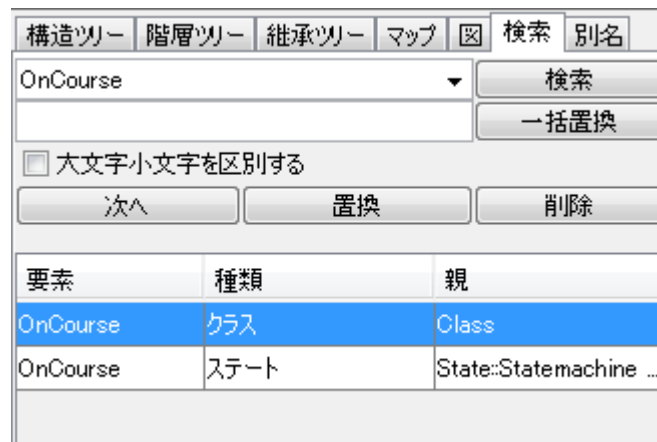 構造ツリー 階層ツリー 継承ツリー マップ 図 検索 別名
OnCourse 検索
一括置換
大文字小文字を区別する
次へ 置換 削除
要素 種類 親
OnCourse クラス Class
OnCourse ステート State::Statemachine ...